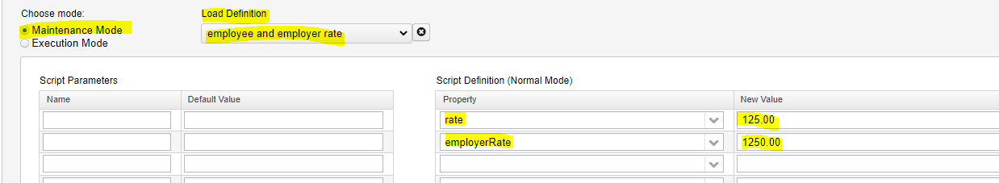 Choose mode:
Load Definition
Maintenance Mode
employee and employer rate
Execution Mode
Script Parameters
Script Definition (Normal Mode)
Name
Default Value
Property
New Value
rate
125.00
employerRate
1250.00